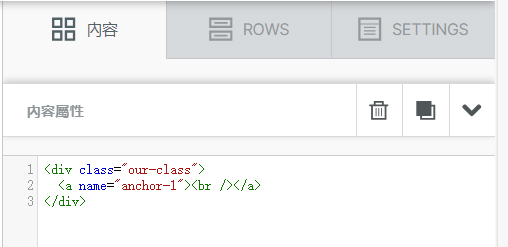 内容 ROWS SETTINGS
内容屬性
1 <div class="our-class">
2   <a name="anchor-1"><br /></a>
3 </div>